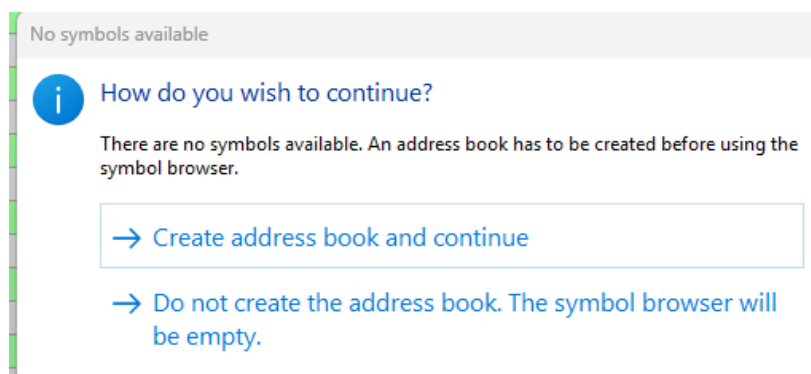 No symbols available
How do you wish to continue?
There are no symbols available. An address book has to be created before using the
symbol browser.
→ Create address book and continue
→ Do not create the address book. The symbol browser will
be empty.